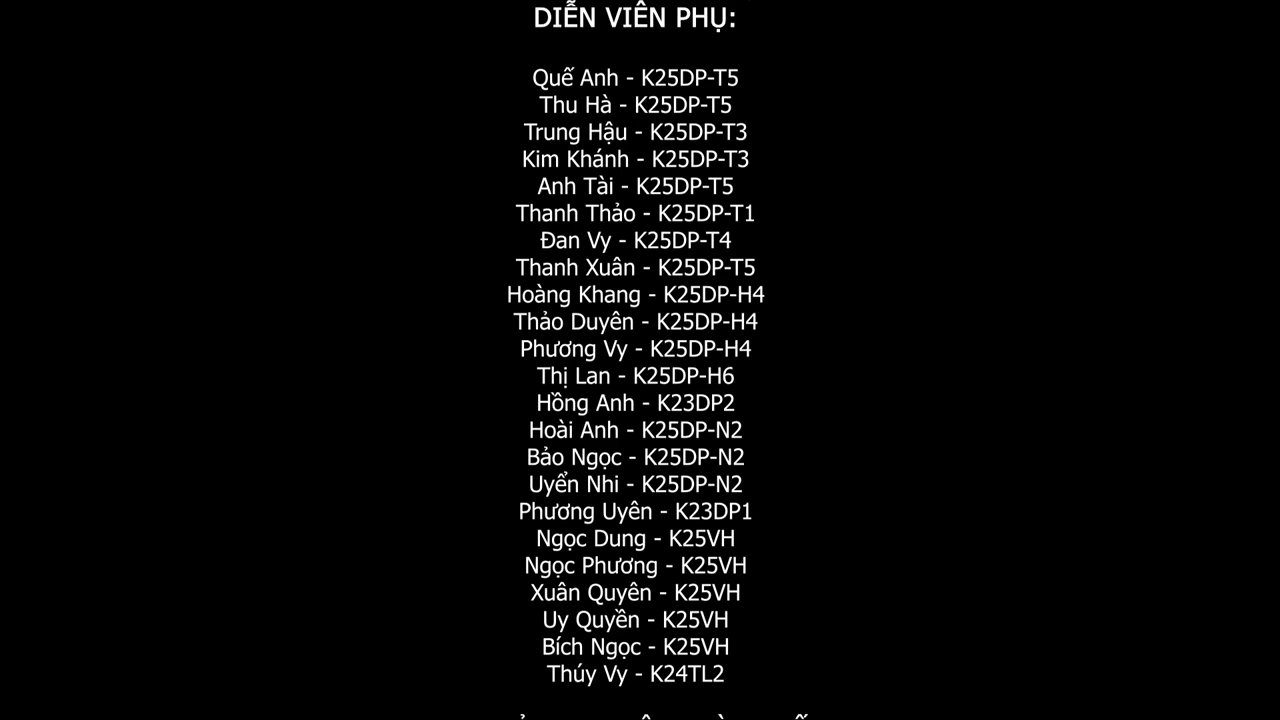 DIỄN VIÊN PHỤ:
Quế Anh - K25DP-T5
Thu Hà - K25DP-T5
Trung Hậu - K25DP-T3
Kim Khánh - K25DP-T3
Anh Tài - K25DP-T5
Thanh Thảo - K25DP-T1
Đan Vy - K25DP-T4
Thanh Xuân - K25DP-T5
Hoàng Khang - K25DP-H4
Thảo Duyên - K25DP-H4
Phương Vy - K25DP-H4
Thị Lan - K25DP-H6
Hồng Anh - K23DP2
Hoài Anh - K25DP-N2
Bảo Ngọc - K25DP-N2
Uyển Nhi - K25DP-N2
Phương Uyên - K23DP1
Ngọc Dung - K25VH
Ngọc Phương - K25VH
Xuân Quyên - K25VH
Uy Quyền - K25VH
Bích Ngọc - K25VH
Thúy Vy - K24TL2